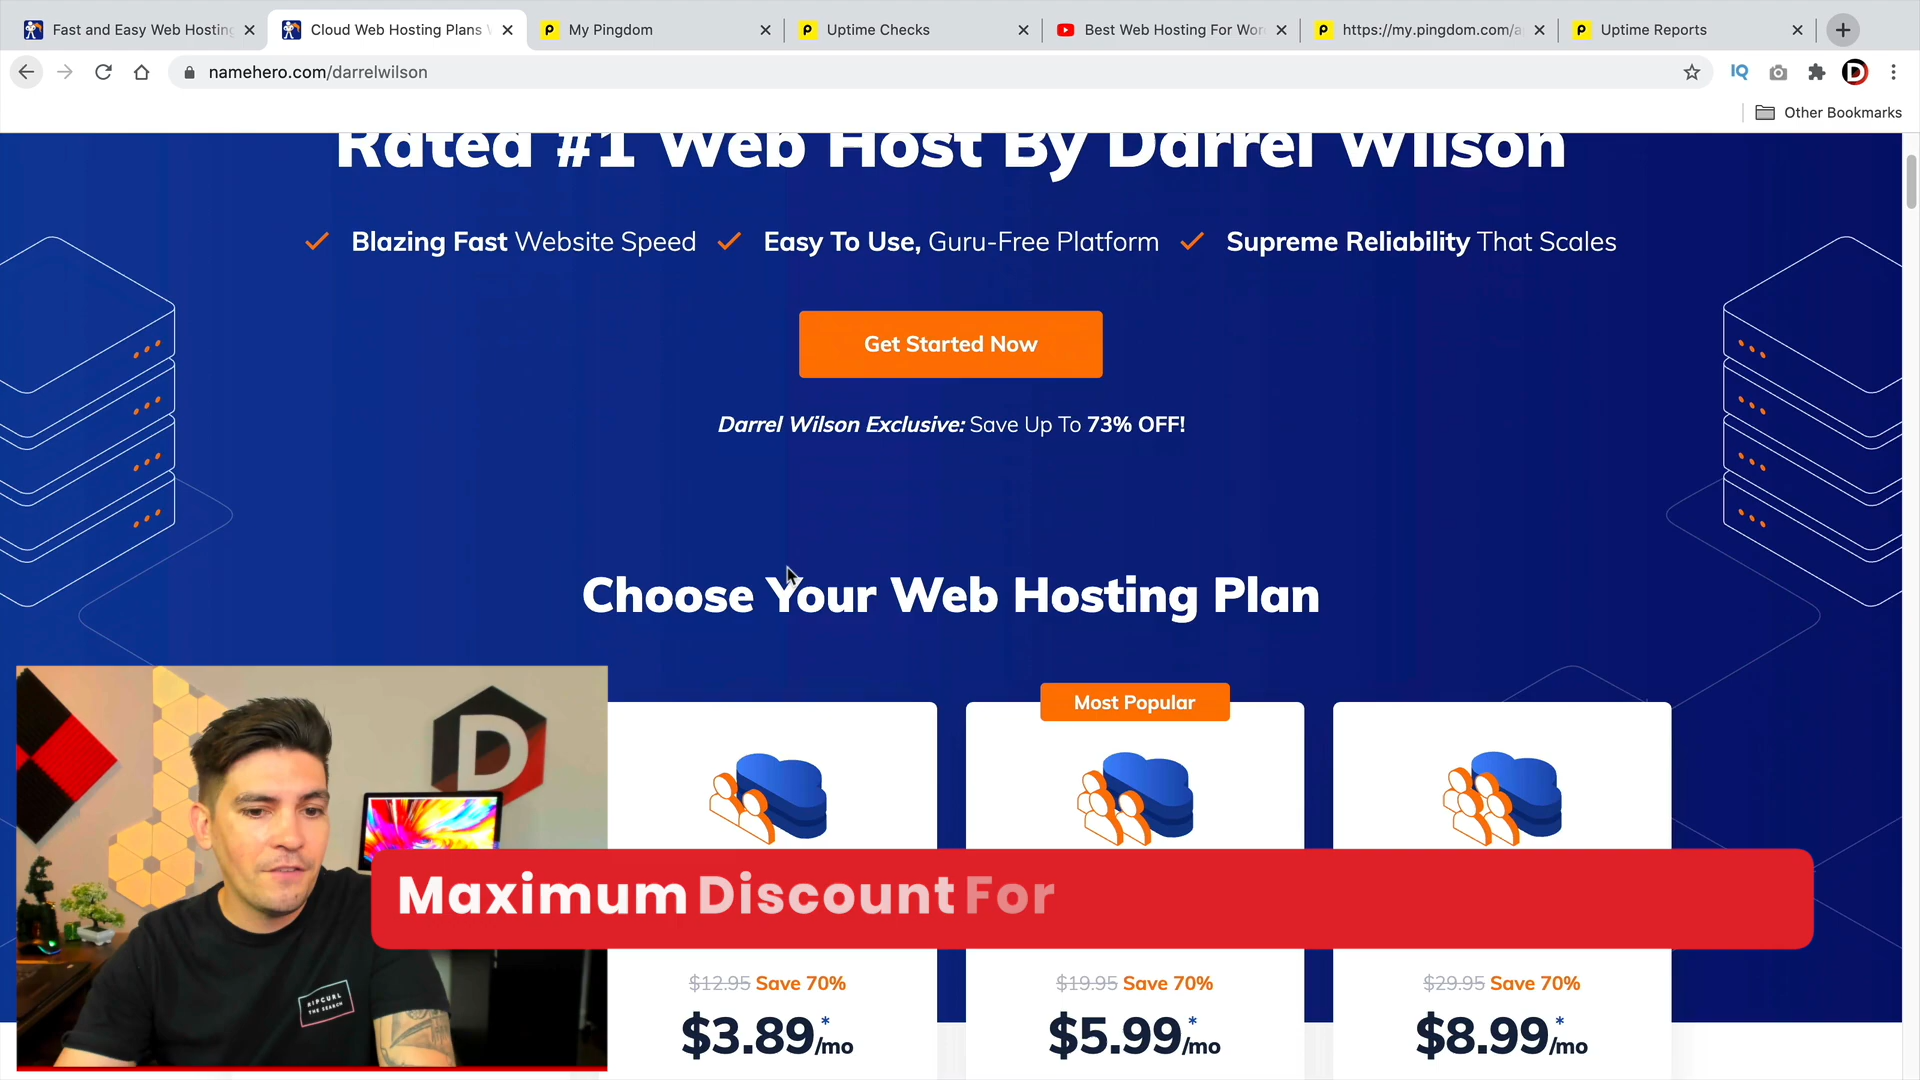 Fast and Easy Web Hosting
Cloud Web Hosting Plans
My Pingdom
Uptime Checks
Best Web Hosting For Wor
https://my.pingdom.com/a
Uptime Reports
namehero.com/darrelwilson
IQ
D
Other Bookmarks
Rated #1 Web Host By Darrel Wilson
Blazing Fast Website Speed
Easy To Use, Guru-Free Platform
Supreme Reliability That Scales
Get Started Now
Darrel Wilson Exclusive: Save Up To 73% OFF!
Choose Your Web Hosting Plan
Most Popular
D
Maximum Discount For
RIPCURL
THE SEARCH
$12.95 Save 70%
$19.95 Save 70%
$29.95 Save 70%
$3.89*/mo
$5.99*/mo
$8.99*/mo